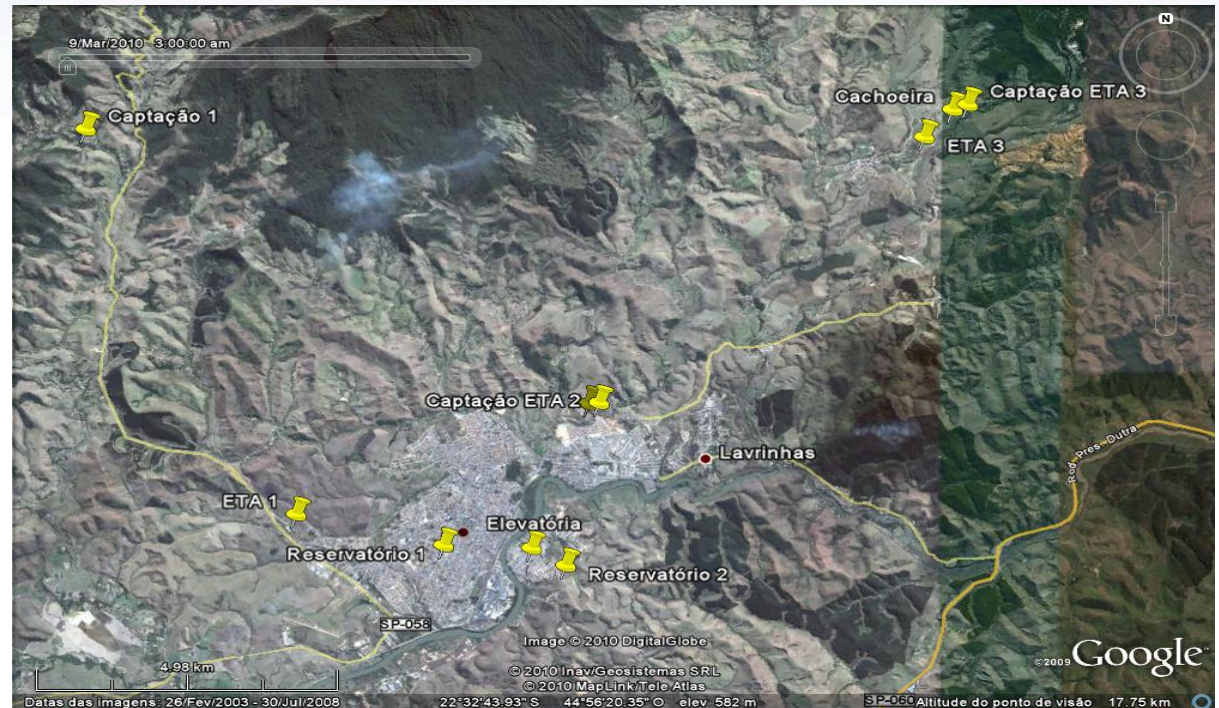 9/Mar/2010 3:00:00 am
N
Captação 1
Cachoeira
Captação ETA 3
ETA 3
Captação ETA 2
Rod Pres Dutra
Lavrinhas
ETA 1
Elevatória
Reservatório 1
Reservatório 2
SP-058
Image © 2010 DigitalGlobe
© 2010 Inav/Geosistemas SRL
© 2010 MapLink/Tele Atlas
©2009 Google
4.98 km
SP-060
Datas das imagens: 26/Fev/2003 - 30/Jul/2008 22°32'43.93" S 44°56'20.35" O elev 582 m Altitude do ponto de visão 17.75 km